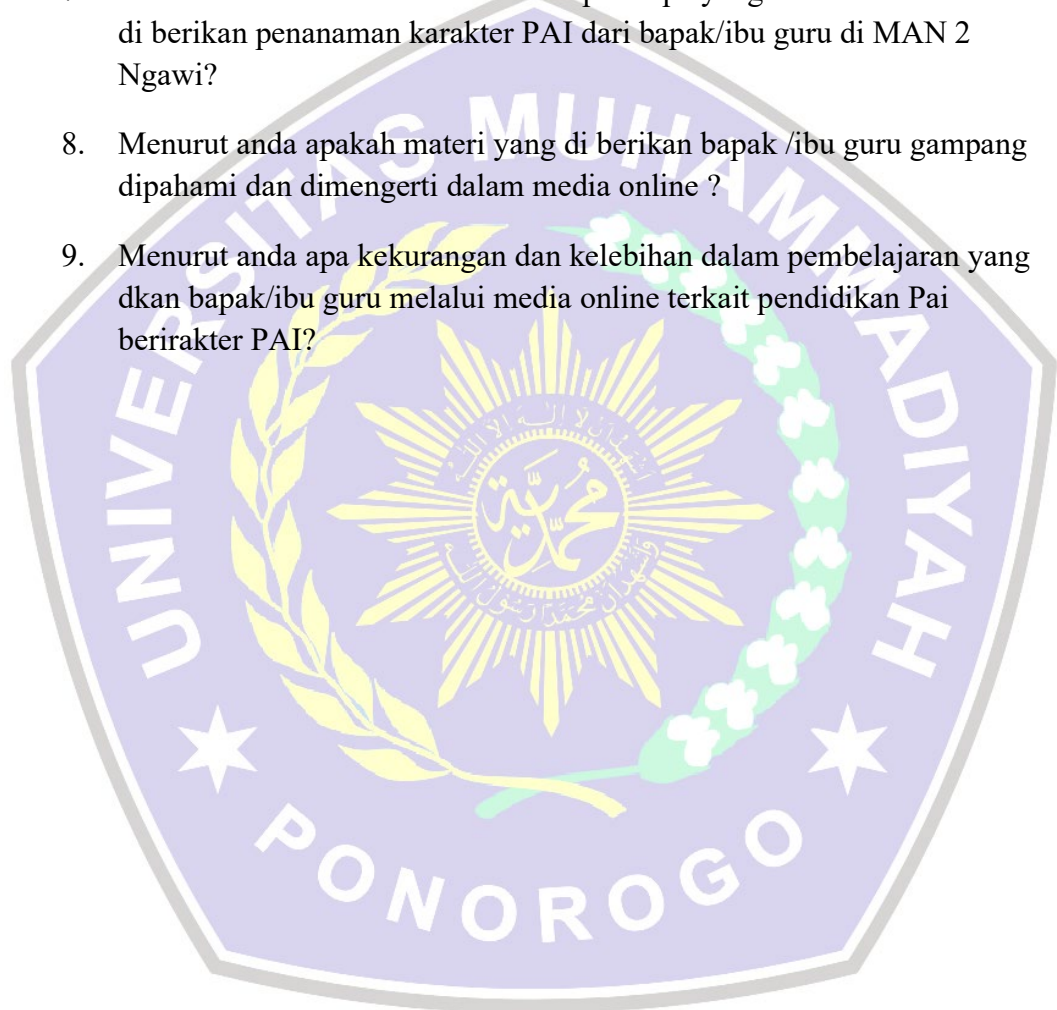 di berikan penanaman karakter PAI dari bapak/ibu guru di MAN 2
Ngawi?
8. Menurut anda apakah materi yang di berikan bapak /ibu guru gampang
dipahami dan dimengerti dalam media online ?
9. Menurut anda apa kekurangan dan kelebihan dalam pembelajaran yang
dkan bapak/ibu guru melalui media online terkait pendidikan Pai
berirakter PAI?
UNIVERSITAS MUHAMMADIYAH
PONOROGO
محمدية